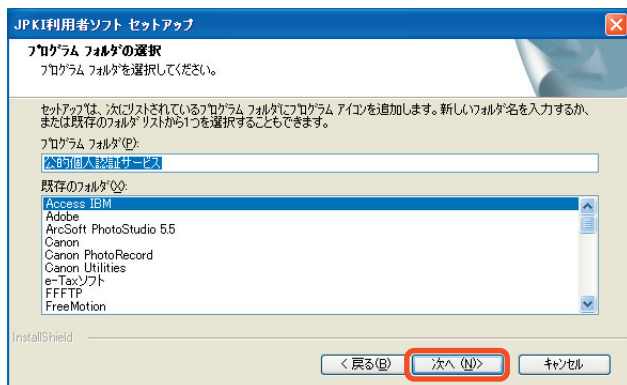 JPKI利用者ソフト セットアップ
プログラム フォルダの選択
プログラム フォルダを選択してください。
セットアップは、次にリストされているプログラム フォルダにプログラム アイコンを追加します。新しいフォルダ名を入力するか、
または既存のフォルダ リストから1つを選択することもできます。
プログラム フォルダ(P):
公的個人認証サービス
既存のフォルダ(X):
Access IBM
Adobe
ArcSoft PhotoStudio 5.5
Canon
Canon PhotoRecord
Canon Utilities
e-Taxソフト
FFFTP
FreeMotion
InstallShield
< 戻る(B)
次へ (N)>
キャンセル